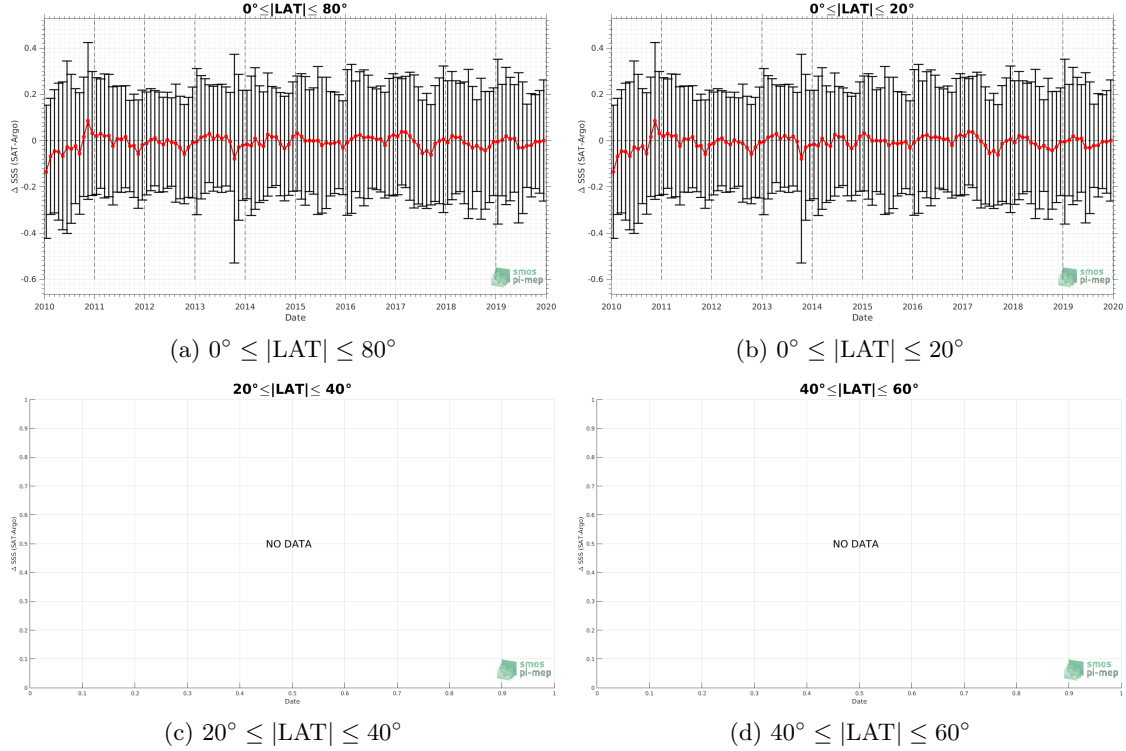 0°≤|LAT|≤ 80°
Δ SSS (SAT-Argo)
0.4
0.2
0
-0.2
-0.4
-0.6
2010 2011 2012 2013 2014 2015 2016 2017 2018 2019 2020
Date
smos
pi-mep
(a) 0° ≤ |LAT| ≤ 80°
0°≤|LAT|≤ 20°
Δ SSS (SAT-Argo)
0.4
0.2
0
-0.2
-0.4
-0.6
2010 2011 2012 2013 2014 2015 2016 2017 2018 2019 2020
Date
smos
pi-mep
(b) 0° ≤ |LAT| ≤ 20°
20°≤|LAT|≤ 40°
Δ SSS (SAT-Argo)
1
0.9
0.8
0.7
0.6
0.5
0.4
0.3
0.2
0.1
0
NO DATA
0 0.1 0.2 0.3 0.4 0.5 0.6 0.7 0.8 0.9 1
Date
smos
pi-mep
(c) 20° ≤ |LAT| ≤ 40°
40°≤|LAT|≤ 60°
Δ SSS (SAT-Argo)
1
0.9
0.8
0.7
0.6
0.5
0.4
0.3
0.2
0.1
0
NO DATA
0 0.1 0.2 0.3 0.4 0.5 0.6 0.7 0.8 0.9 1
Date
smos
pi-mep
(d) 40° ≤ |LAT| ≤ 60°